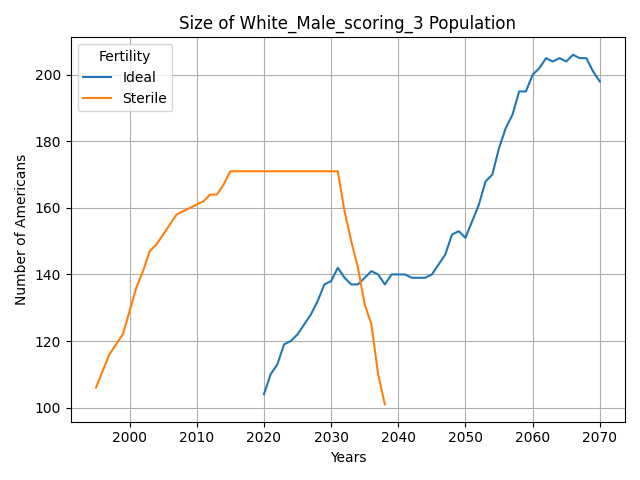 Size of White_Male_scoring_3 Population
Fertility
Ideal
Sterile
Number of Americans
200
180
160
140
120
100
2000
2010
2020
2030
2040
2050
2060
2070
Years